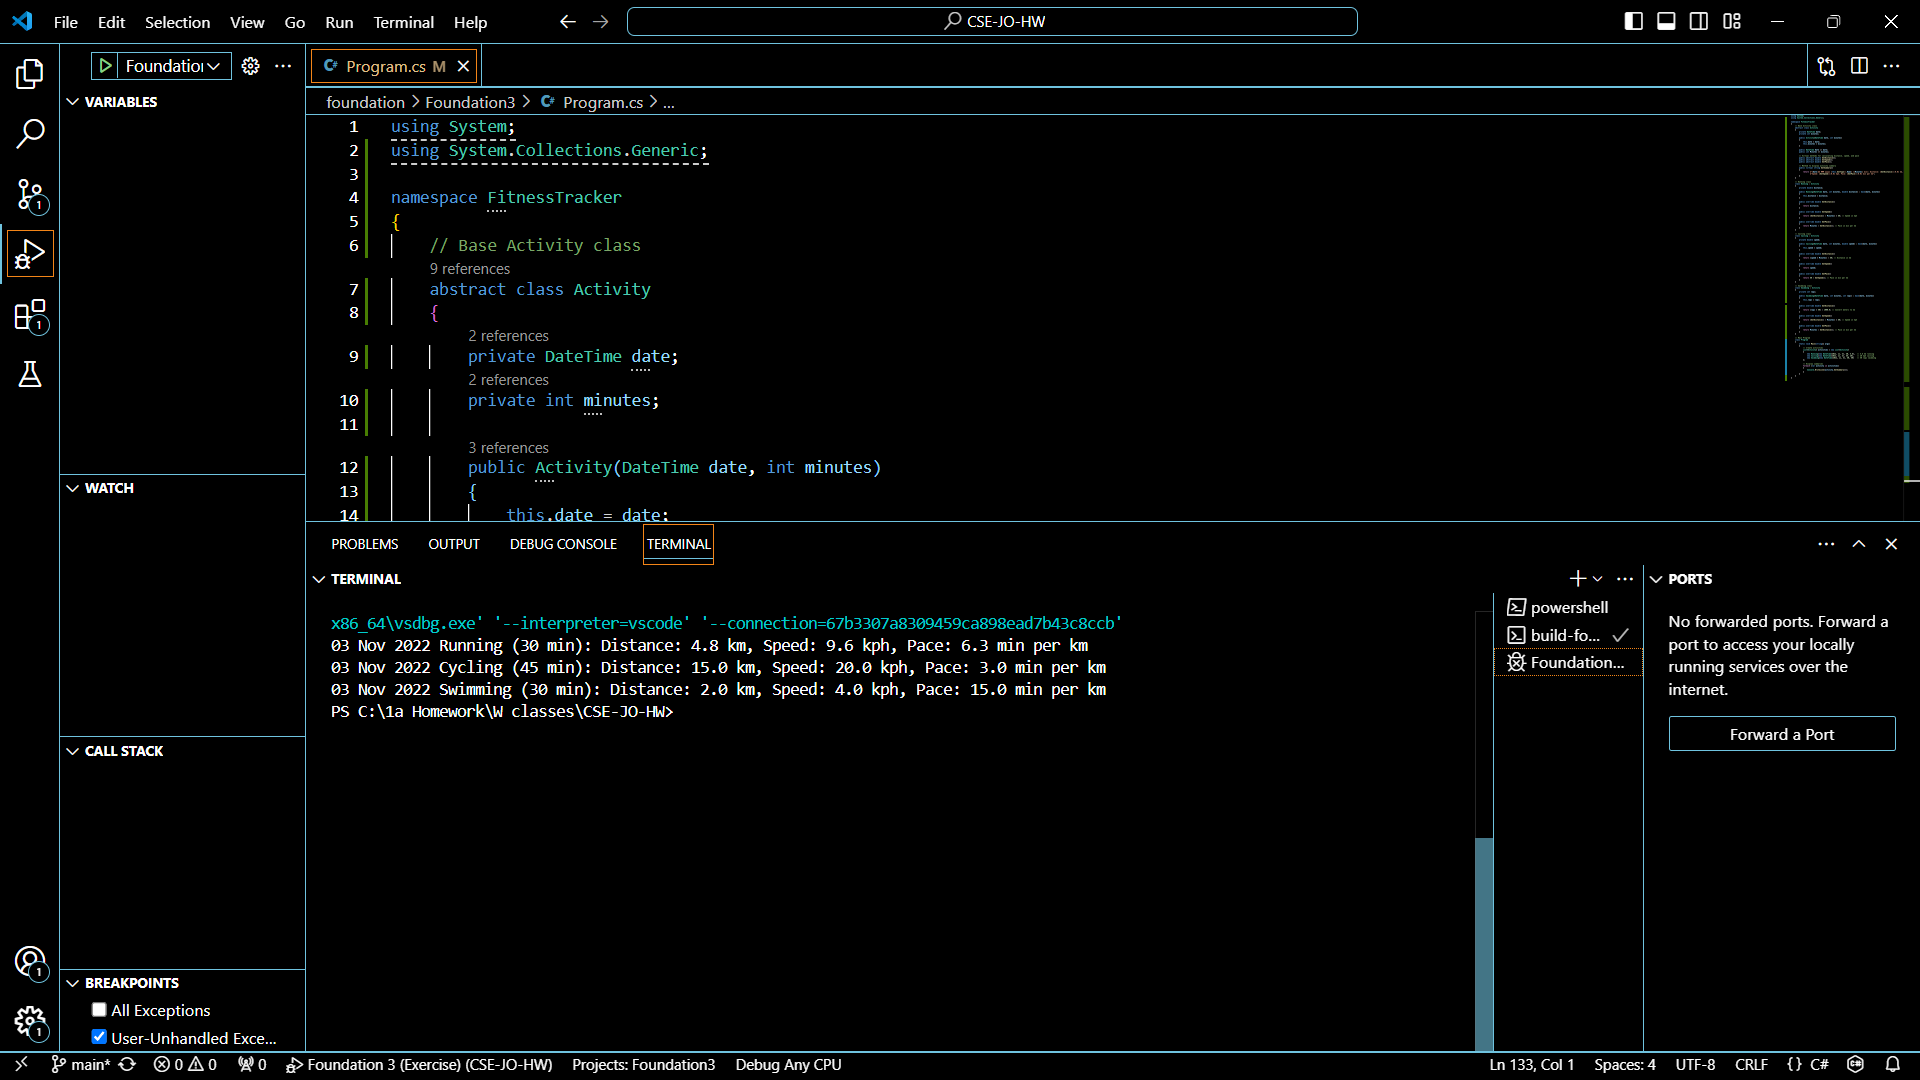 File Edit Selection View Go Run Terminal Help
CSE-JO-HW
Foundation
Program.cs M
VARIABLES
foundation > Foundation3 > Program.cs > ...
1 using System;
2 using System.Collections.Generic;
3
4 namespace FitnessTracker
5 {
6 // Base Activity class
9 references
7 abstract class Activity
8 {
2 references
9 private DateTime date;
2 references
10 private int minutes;
11
3 references
12 public Activity(DateTime date, int minutes)
13 {
14 this.date = date;
WATCH
CALL STACK
BREAKPOINTS
All Exceptions
User-Unhandled Exce...
PROBLEMS OUTPUT DEBUG CONSOLE TERMINAL
TERMINAL
x86_64\vsdbg.exe' '--interpreter=vscode' '--connection=67b3307a8309459ca898ead7b43c8ccb'
03 Nov 2022 Running (30 min): Distance: 4.8 km, Speed: 9.6 kph, Pace: 6.3 min per km
03 Nov 2022 Cycling (45 min): Distance: 15.0 km, Speed: 20.0 kph, Pace: 3.0 min per km
03 Nov 2022 Swimming (30 min): Distance: 2.0 km, Speed: 4.0 kph, Pace: 15.0 min per km
PS C:\1a Homework\W classes\CSE-JO-HW>
powershell
build-fo...
Foundation...
PORTS
No forwarded ports. Forward a
port to access your locally
running services over the
internet.
Forward a Port
1
1
1
1
main* 0 0 0 Foundation 3 (Exercise) (CSE-JO-HW) Projects: Foundation3 Debug Any CPU
Ln 133, Col 1 Spaces: 4 UTF-8 CRLF {} C#